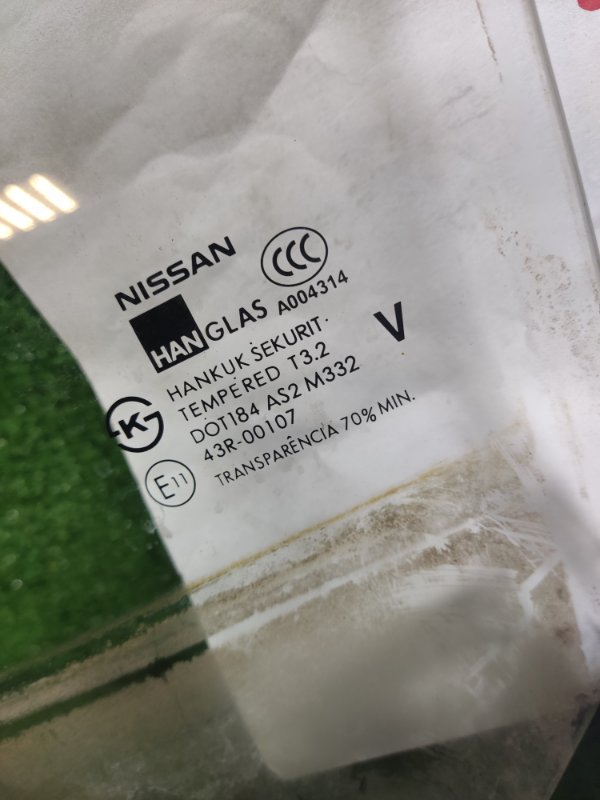 NISSAN
CCC
HANGLAS A004314
HANKUK SEKURIT.
TEMPERED T3.2
DOT184 AS2 M332
V
43R-00107
K
E11
TRANSPARÊNCIA 70% MIN.